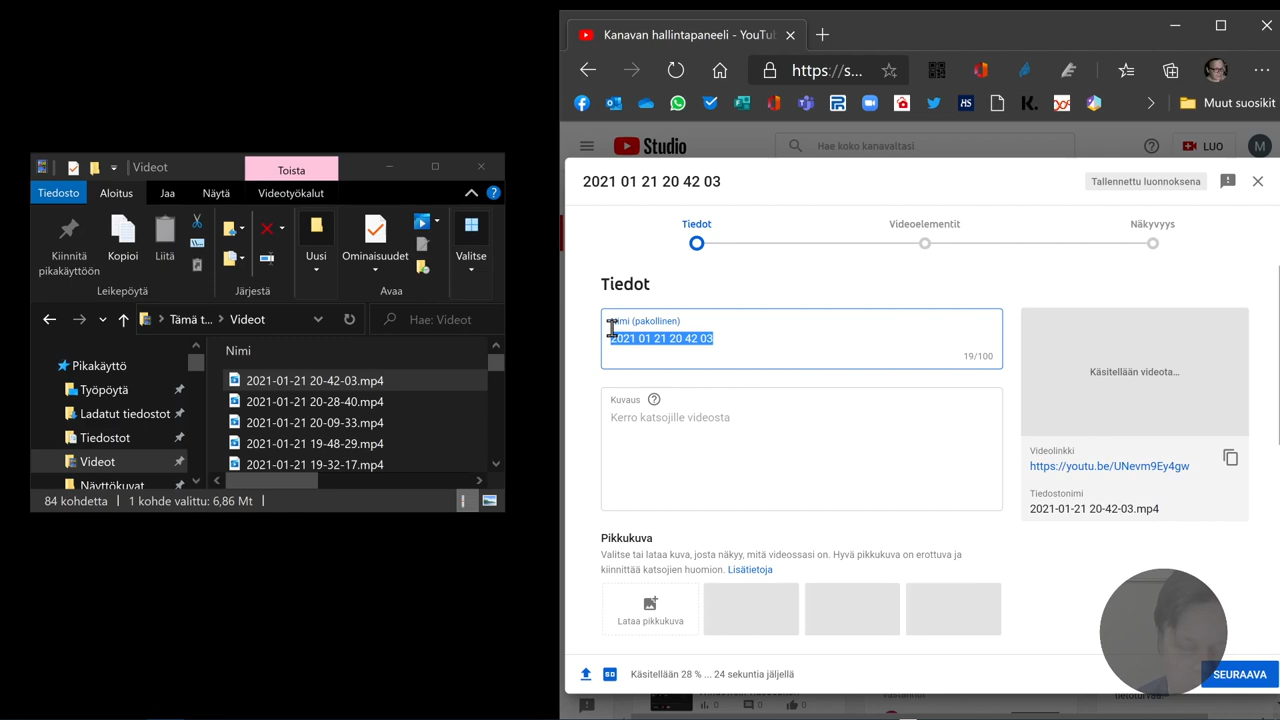 Videot
Toista
Tiedosto
Aloitus
Jaa
Näytä
Videotyökalut
Kiinnitä
pikakäyttöön
Kopioi
Liitä
Uusi
Ominaisuudet
Valitse
Leikepöytä
Järjestä
Avaa
Tämä t...
Videot
Hae: Videot
Nimi
Pikakäyttö
Työpöytä
Ladatut tiedostot
Tiedostot
Videot
Näyttökuvat
2021-01-21 20-42-03.mp4
2021-01-21 20-28-40.mp4
2021-01-21 20-09-33.mp4
2021-01-21 19-48-29.mp4
2021-01-21 19-32-17.mp4
84 kohdetta
1 kohde valittu: 6,86 Mt
Kanavan hallintapaneeli - YouTu
https://s...
HS
K.
Muut suosikit
Studio
Hae koko kanavaltasi
LUO
M
2021 01 21 20 42 03
Tallennettu luonnoksena
Tiedot
Videoelementit
Näkyvyys
Tiedot
Nimi (pakollinen)
2021 01 21 20 42 03
19/100
Kuvaus
Kerro katsojille videosta
Käsitellään videota...
Videolinkki
https://youtu.be/UNevm9Ey4gw
Tiedostonimi
2021-01-21 20-42-03.mp4
Pikkukuva
Valitse tai lataa kuva, josta näkyy, mitä videossasi on. Hyvä pikkukuva on erottuva ja
kiinnittää katsojien huomion. Lisätietoja
Lataa pikkukuva
SD
Käsitellään 28 % ... 24 sekuntia jäljellä
SEURAAVA